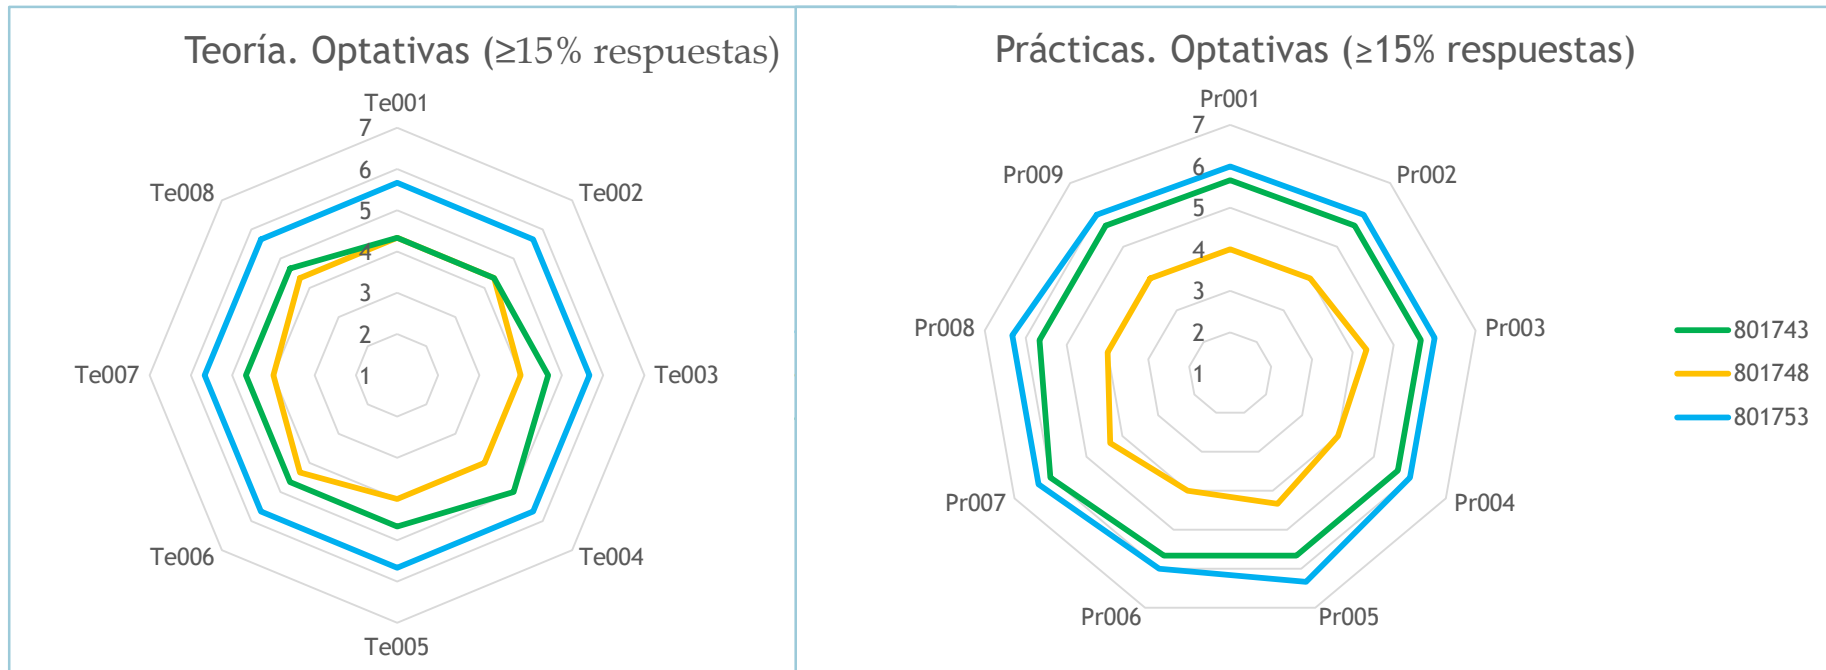 Teoría. Optativas (≥15% respuestas)
Te001
7
6
5
4
3
2
1
Te002
Te003
Te004
Te005
Te006
Te007
Te008
Prácticas. Optativas (≥15% respuestas)
Pr001
7
6
5
4
3
2
1
Pr002
Pr003
Pr004
Pr005
Pr006
Pr007
Pr008
Pr009
801743
801748
801753